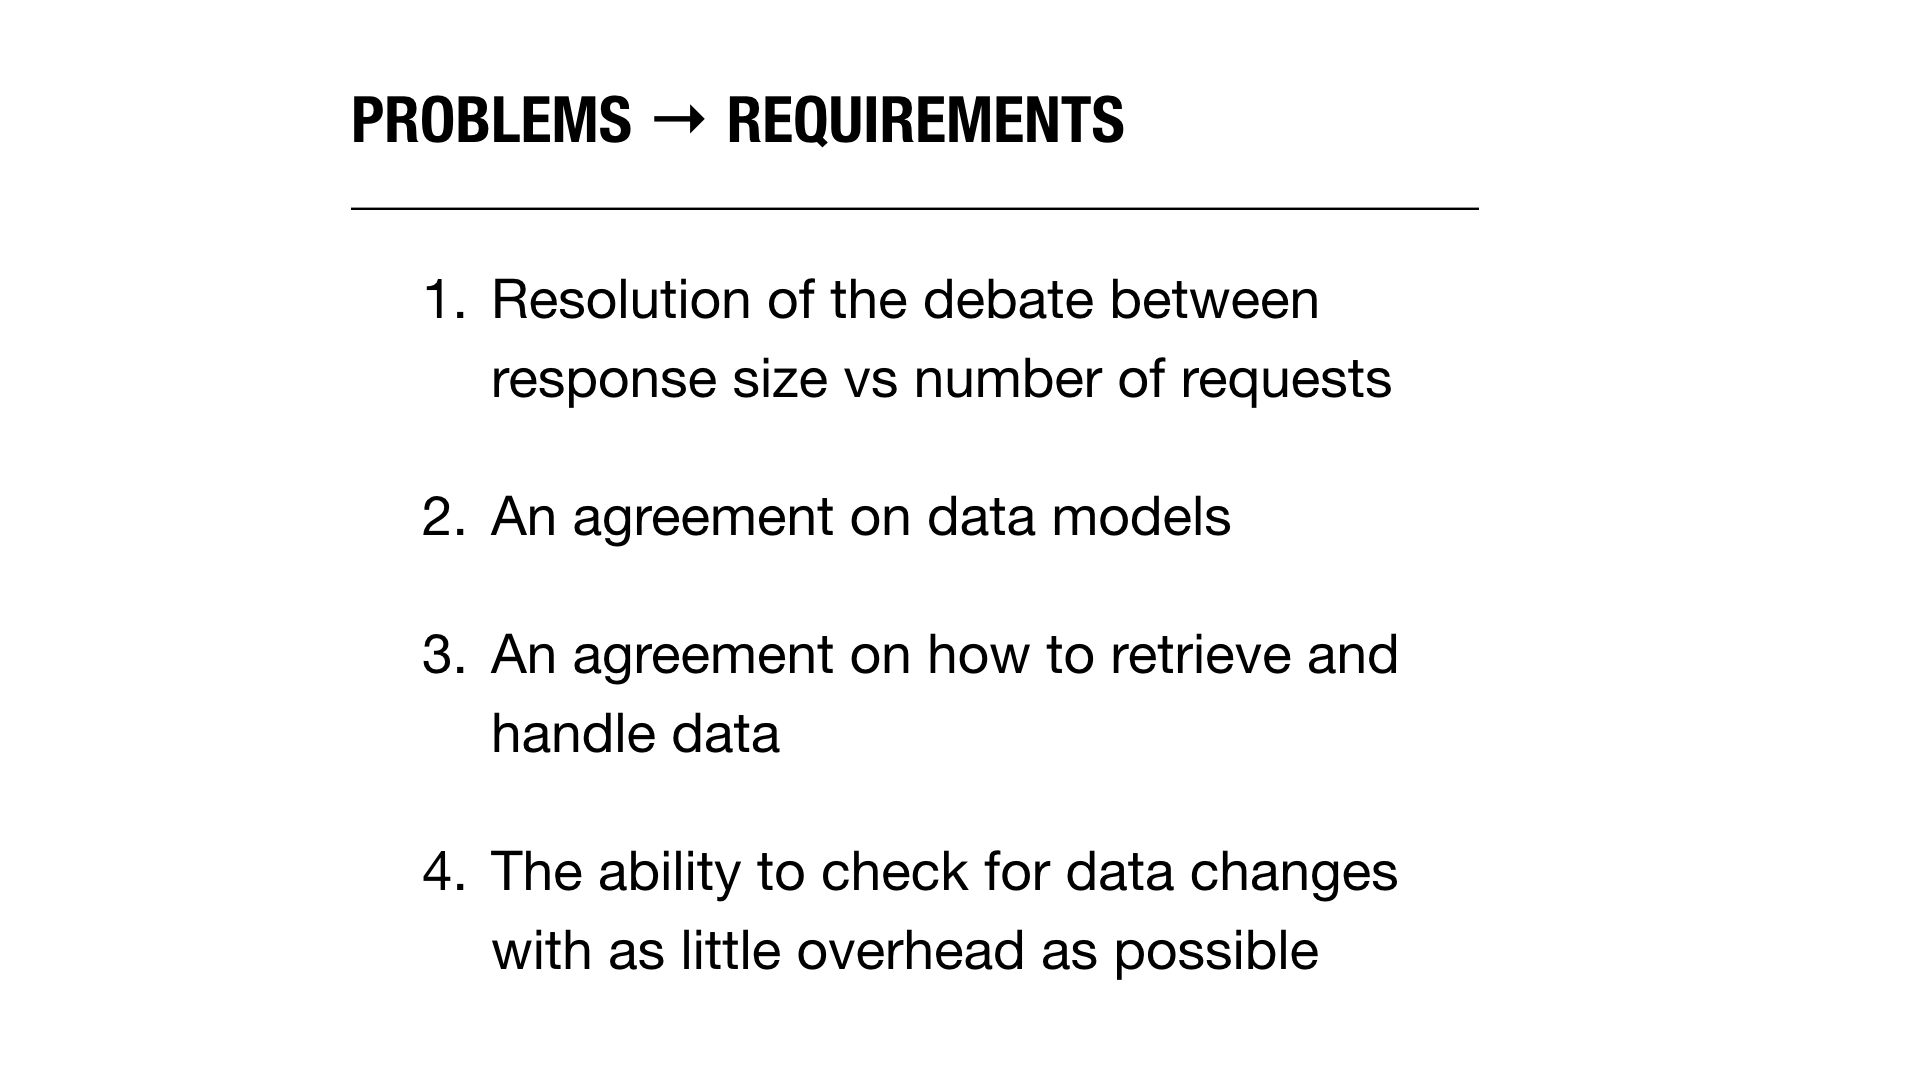 PROBLEMS → REQUIREMENTS
1. Resolution of the debate between
response size vs number of requests
2. An agreement on data models
3. An agreement on how to retrieve and
handle data
4. The ability to check for data changes
with as little overhead as possible